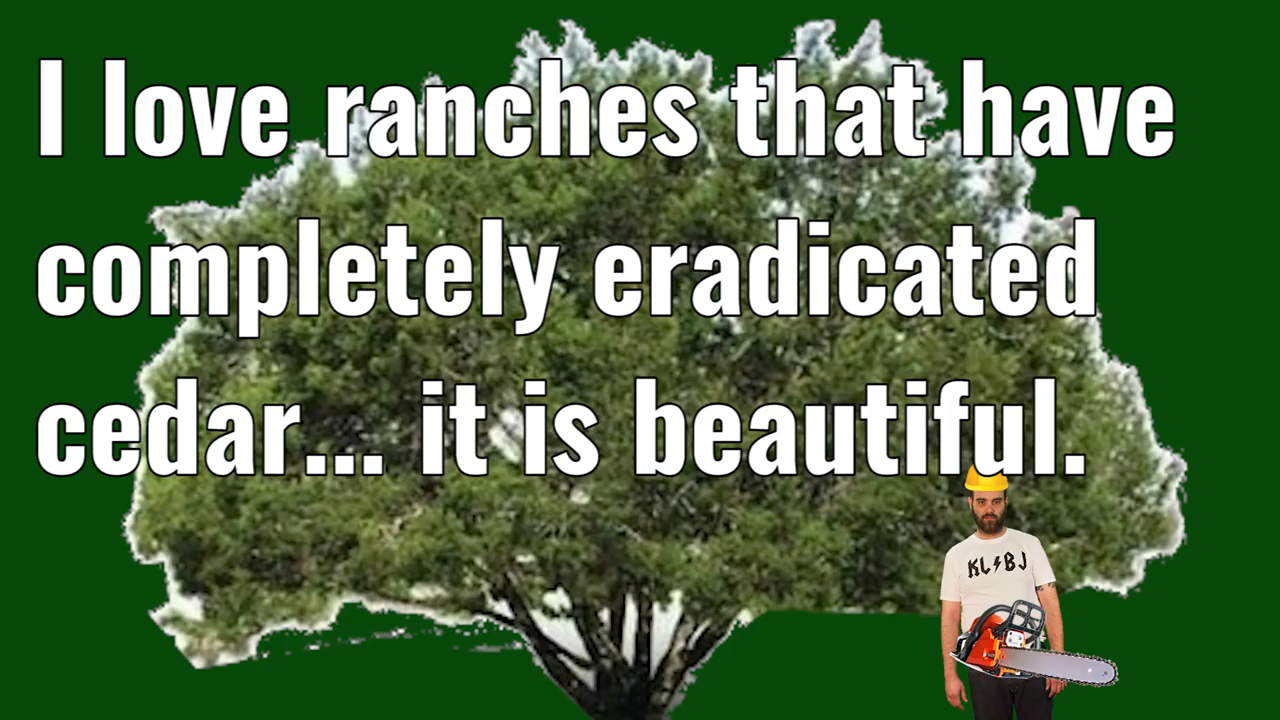 I love ranches that have
completely eradicated
cedar... it is beautiful.
KL⚡BJ